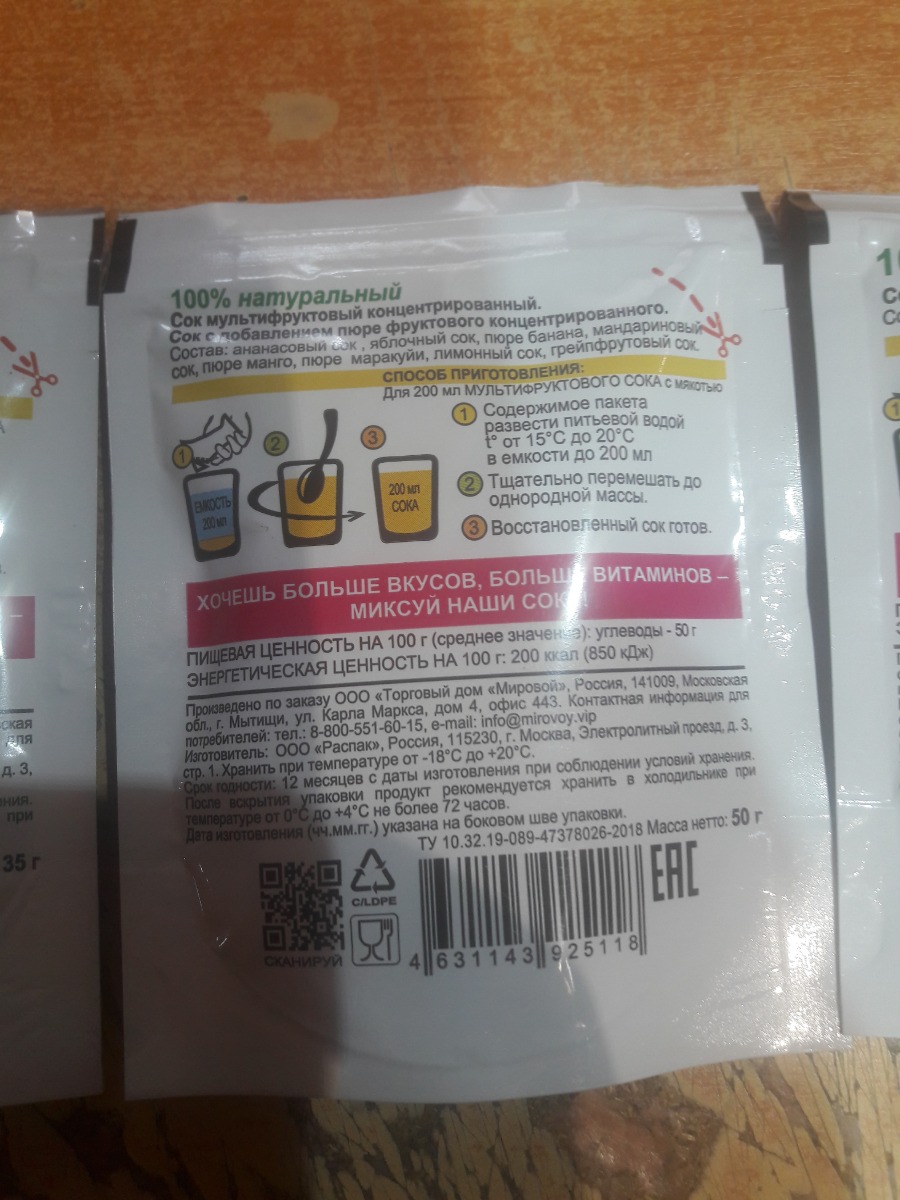 100% натуральный
Сок мультифруктовый концентрированный.
Сок с добавлением пюре фруктового концентрированного.
Состав: ананасовый сок , яблочный сок, пюре банана, мандариновый
сок, пюре манго, пюре маракуйи, лимонный сок, грейпфрутовый сок.
СПОСОБ ПРИГОТОВЛЕНИЯ:
Для 200 мл МУЛЬТИФРУКТОВОГО СОКА с мякотью
1 Содержимое пакета
развести питьевой водой
t° от 15°С до 20°С
в емкости до 200 мл
2 Тщательно перемешать до
однородной массы.
3 Восстановленный сок готов.
1
2
3
ЕМКОСТЬ
200 мл
200 мл
СОКА
ХОЧЕШЬ БОЛЬШЕ ВКУСОВ, БОЛЬШЕ ВИТАМИНОВ –
МИКСУЙ НАШИ СОКИ!
ПИЩЕВАЯ ЦЕННОСТЬ НА 100 г (среднее значение): углеводы - 50 г
ЭНЕРГЕТИЧЕСКАЯ ЦЕННОСТЬ НА 100 г: 200 ккал (850 кДж)
Произведено по заказу ООО «Торговый дом «Мировой», Россия, 141009, Московская
обл., г. Мытищи, ул. Карла Маркса, дом 4, офис 443. Контактная информация для
потребителей: тел.: 8-800-551-60-15, e-mail: info@mirovoy.vip
Изготовитель: ООО «Распак», Россия, 115230, г. Москва, Электролитный проезд, д. 3,
стр. 1. Хранить при температуре от -18°С до +20°С.
Срок годности: 12 месяцев с даты изготовления при соблюдении условий хранения.
После вскрытия упаковки продукт рекомендуется хранить в холодильнике при
температуре от 0°С до +4°С не более 72 часов.
Дата изготовления (чч.мм.гг.) указана на боковом шве упаковки.
ТУ 10.32.19-089-47378026-2018 Масса нетто: 50 г
C/LDPE
EAC
СКАНИРУЙ
4 631143 925118
д. 3,
при
35 г